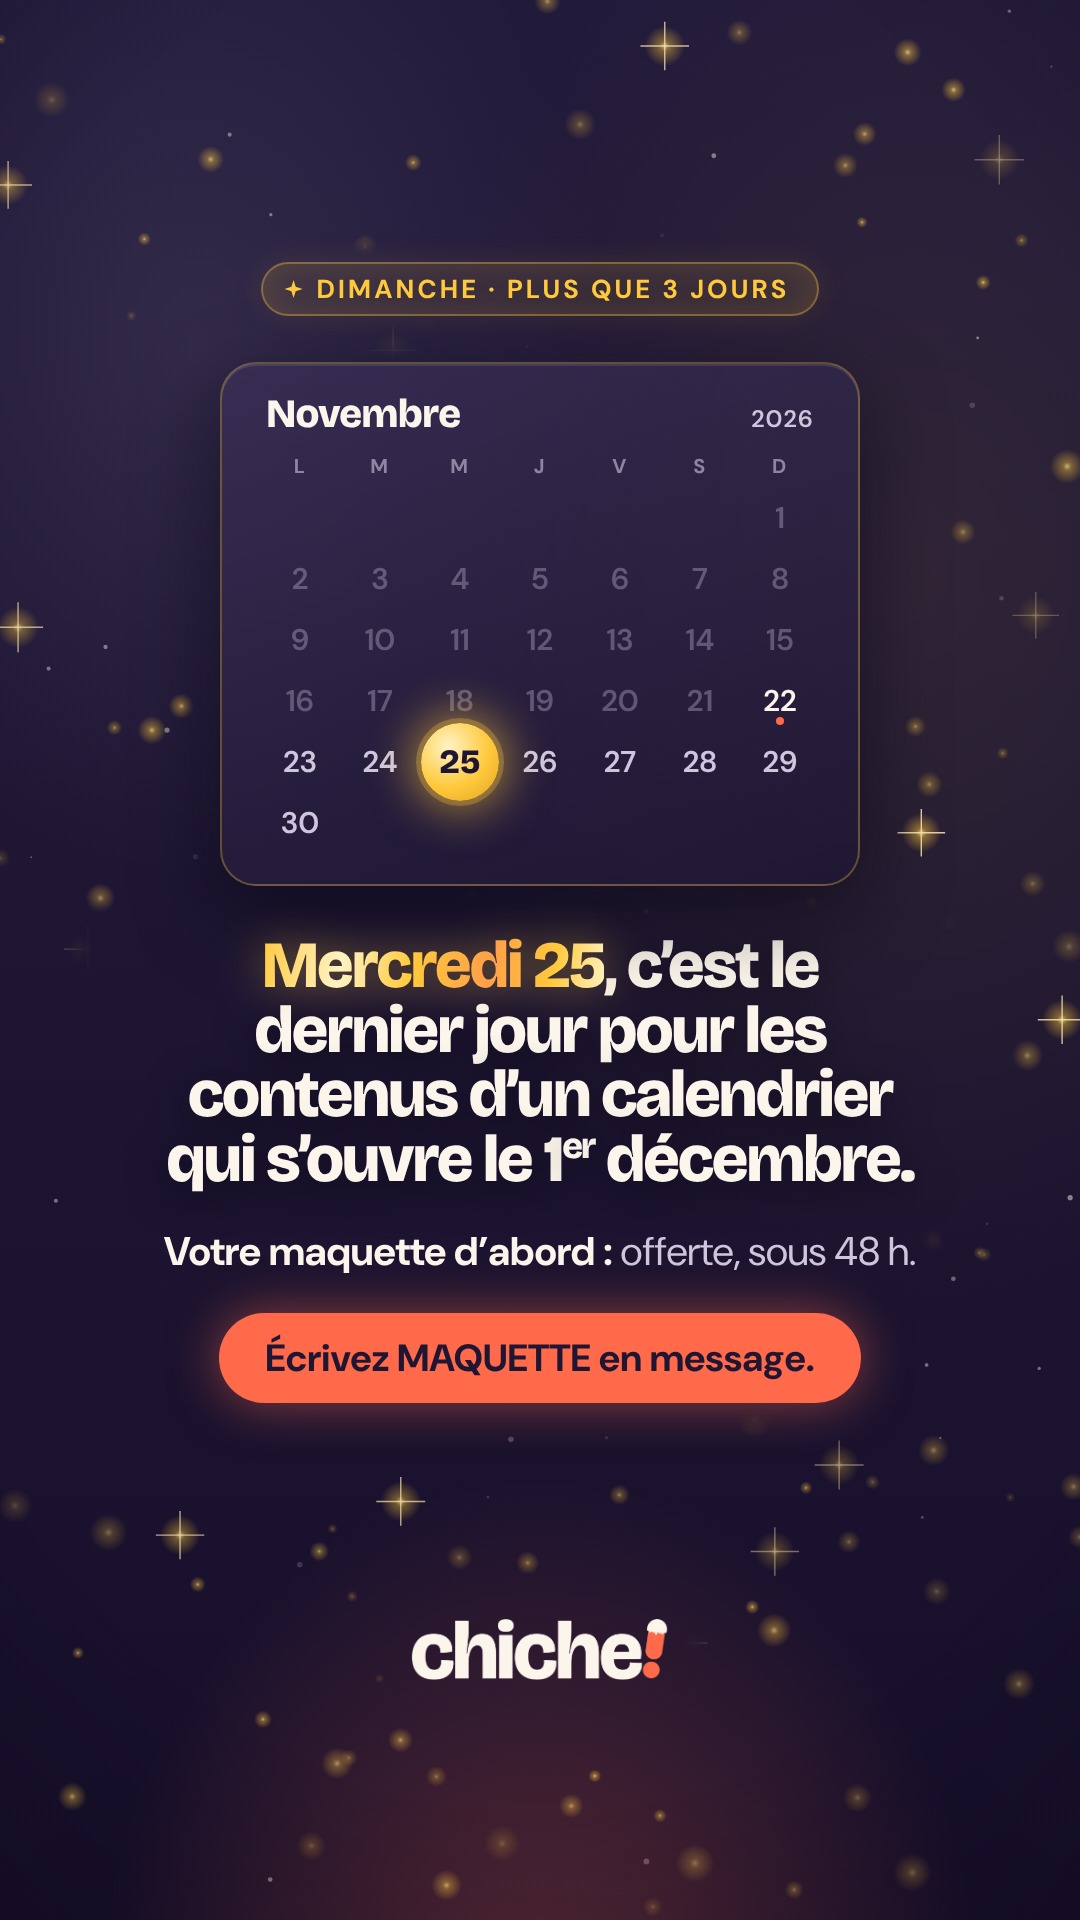 DIMANCHE · PLUS QUE 3 JOURS
Novembre 2026
L M M J V S D
1
2 3 4 5 6 7 8
9 10 11 12 13 14 15
16 17 18 19 20 21 22
23 24 25 26 27 28 29
30
Mercredi 25, c’est le
dernier jour pour les
contenus d’un calendrier
qui s’ouvre le 1er décembre.
Votre maquette d’abord : offerte, sous 48 h.
Écrivez MAQUETTE en message.
chiche!